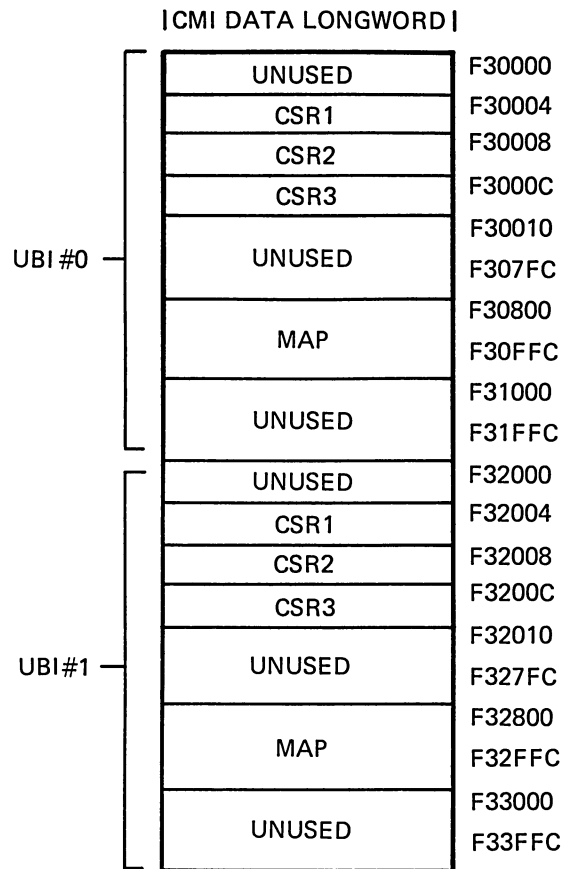 |CMI DATA LONGWORD|
UNUSED F30000
CSR1 F30004
CSR2 F30008
CSR3 F3000C
F30010
UBI #0 UNUSED
F307FC
F30800
MAP
F30FFC
F31000
UNUSED
F31FFC
UNUSED F32000
CSR1 F32004
CSR2 F32008
CSR3 F3200C
F32010
UBI #1 UNUSED
F327FC
F32800
MAP
F32FFC
F33000
UNUSED
F33FFC